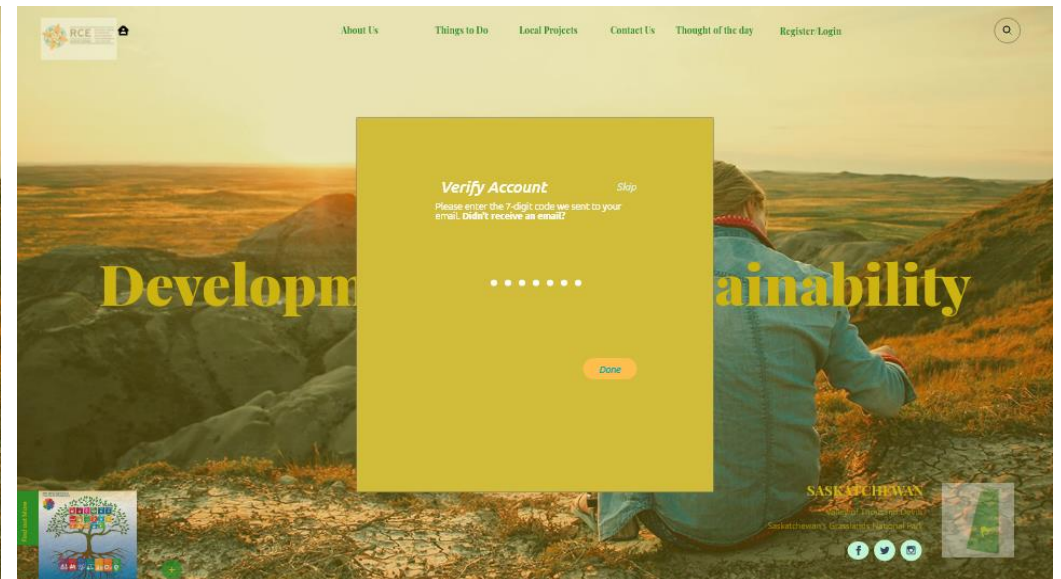 RCE
About Us
Things to Do
Local Projects
Contact Us
Thought of the day
Register/Login
Verify Account
Skip
Please enter the 7-digit code we sent to your
email. Didn't receive an email?
Developm
ainability
Done
SASKATCHEWAN
Saskatchewan's Grasslands National Park